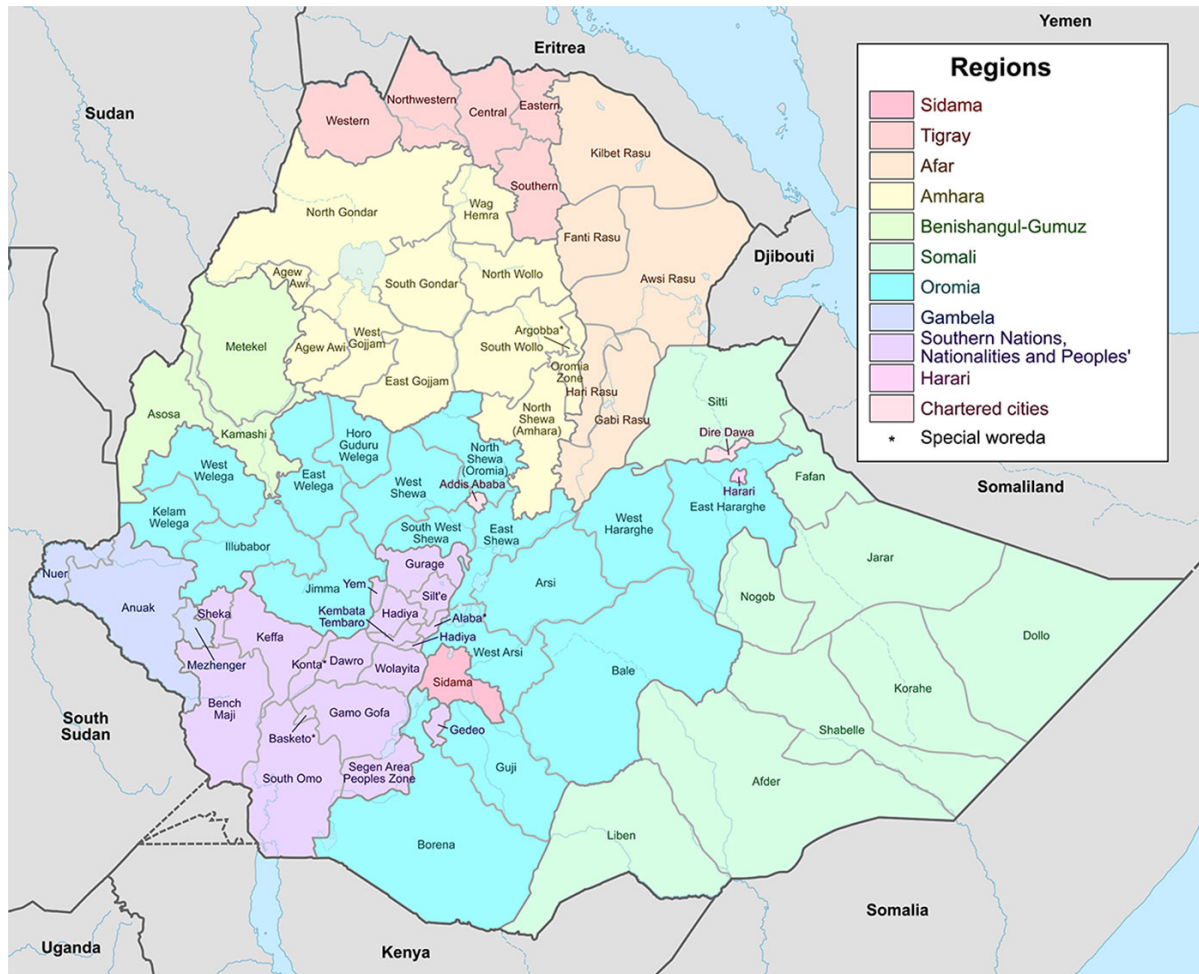 Yemen
Eritrea
Sudan
Regions
Sidama
Tigray
Afar
Amhara
Benishangul-Gumuz
Somali
Oromia
Gambela
Southern Nations,
Nationalities and Peoples'
Harari
Chartered cities
* Special woreda
Western
Northwestern
Central
Eastern
Southern
Kilbet Rasu
North Gondar
Wag
Hemra
Fanti Rasu
Awsi Rasu
Djibouti
Agew
Awi
South Gondar
North Wollo
Metekel
Agew Awi
West
Gojjam
Argobba*
South Wollo
Oromia
Zone
East Gojjam
Hari Rasu
Gabi Rasu
North
Shewa
(Amhara)
Sitti
Asosa
Kamashi
Dire Dawa
Horo
Guduru
Welega
North
Shewa
(Oromia)
West
Welega
East
Welega
West
Shewa
Addis Ababa
Harari
East Hararghe
Fafan
Somaliland
Kelam
Welega
South West
Shewa
East
Shewa
West
Hararghe
Illubabor
Gurage
Jarar
Nuer
Anuak
Jimma
Yem
Silt'e
Arsi
Nogob
Sheka
Kembata
Tembaro
Hadiya
Alaba*
Hadiya
Dollo
Keffa
Mezhenger
Konta*
Dawro
Wolayita
West Arsi
Sidama
Bale
Korahe
Bench
Maji
Gamo Gofa
Basketo*
Gedeo
Shabelle
South
Sudan
South Omo
Segen Area
Peoples Zone
Guji
Afder
Borena
Liben
Somalia
Uganda
Kenya